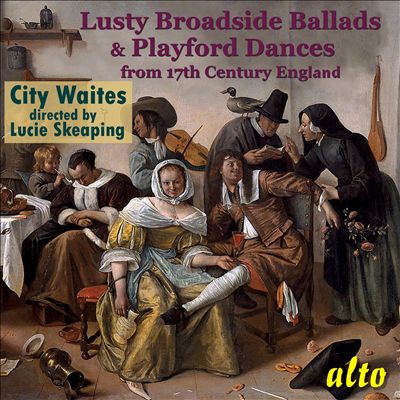 Lusty Broadside Ballads
& Playford Dances
from 17th Century England
City Waites
directed by
Lucie Skeaping
alto